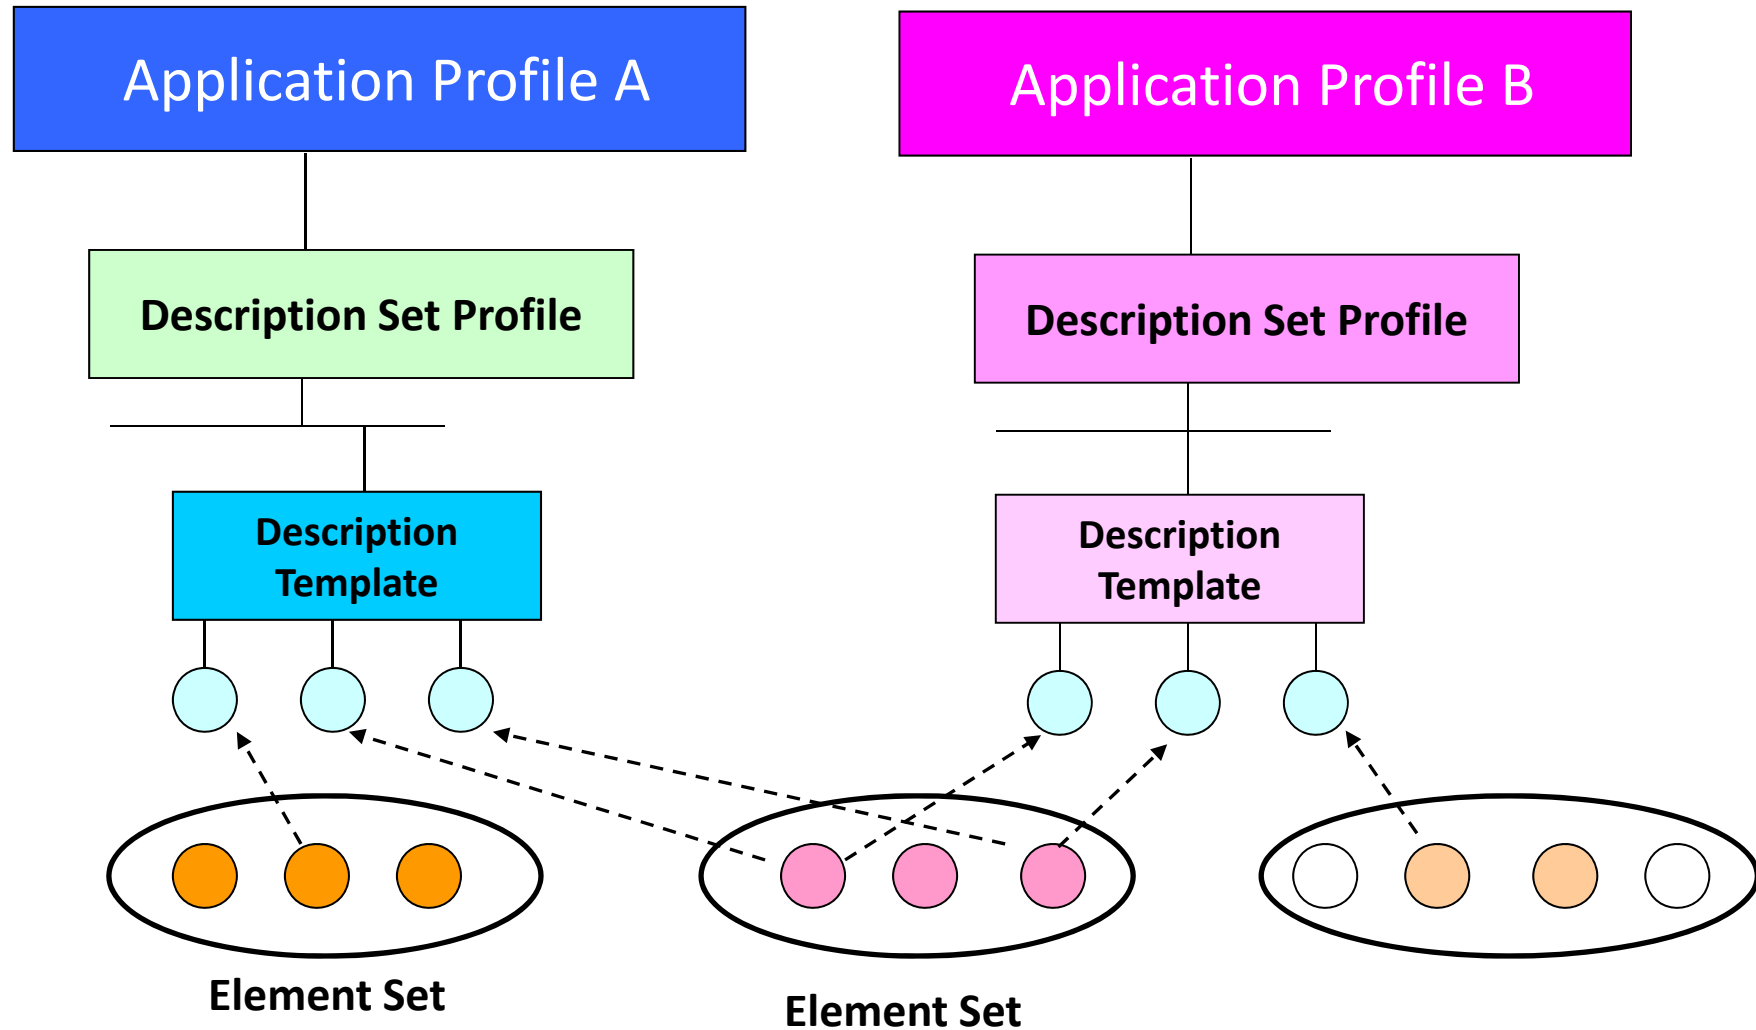 Application Profile A
Application Profile B
Description Set Profile
Description Set Profile
Description
Template
Description
Template
Element Set
Element Set